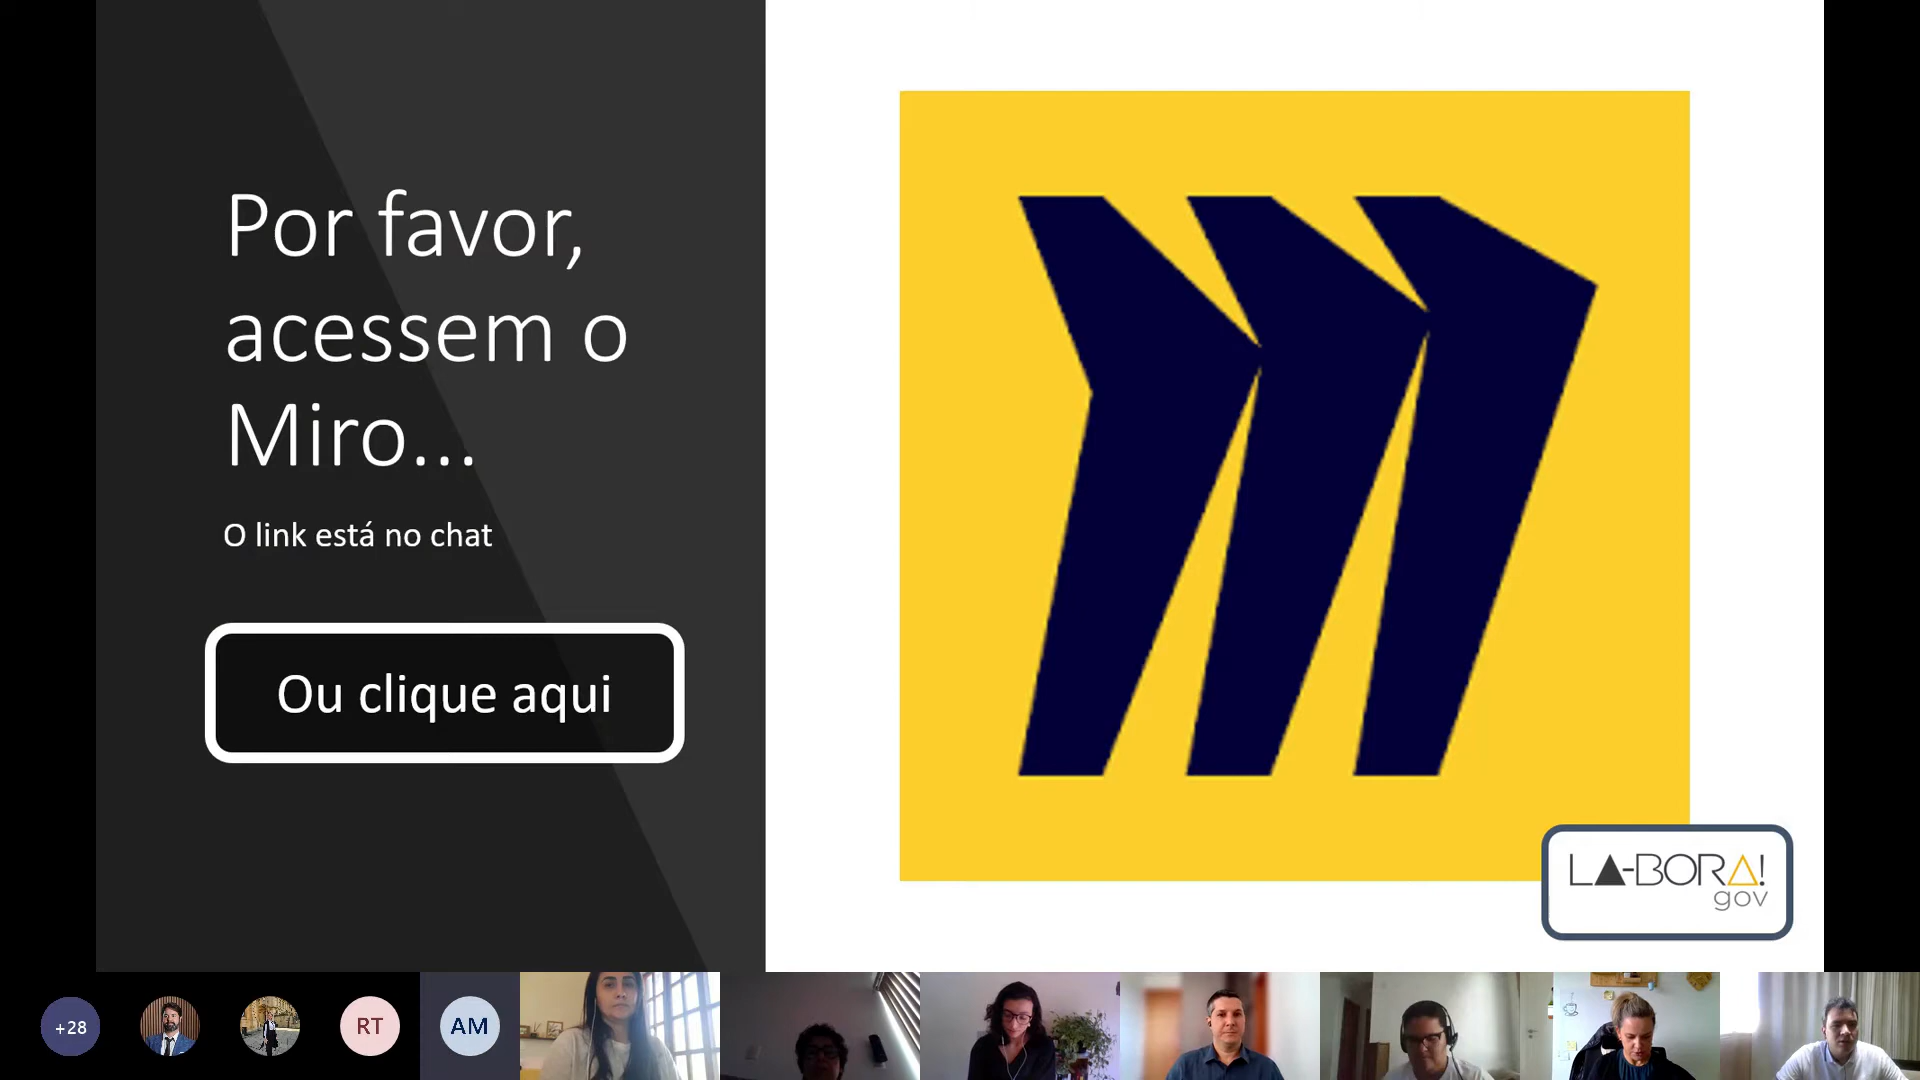 Por favor,
acessem o
Miro...
O link está no chat
Ou clique aqui
LA-BORA!
gov
+28
RT
AM